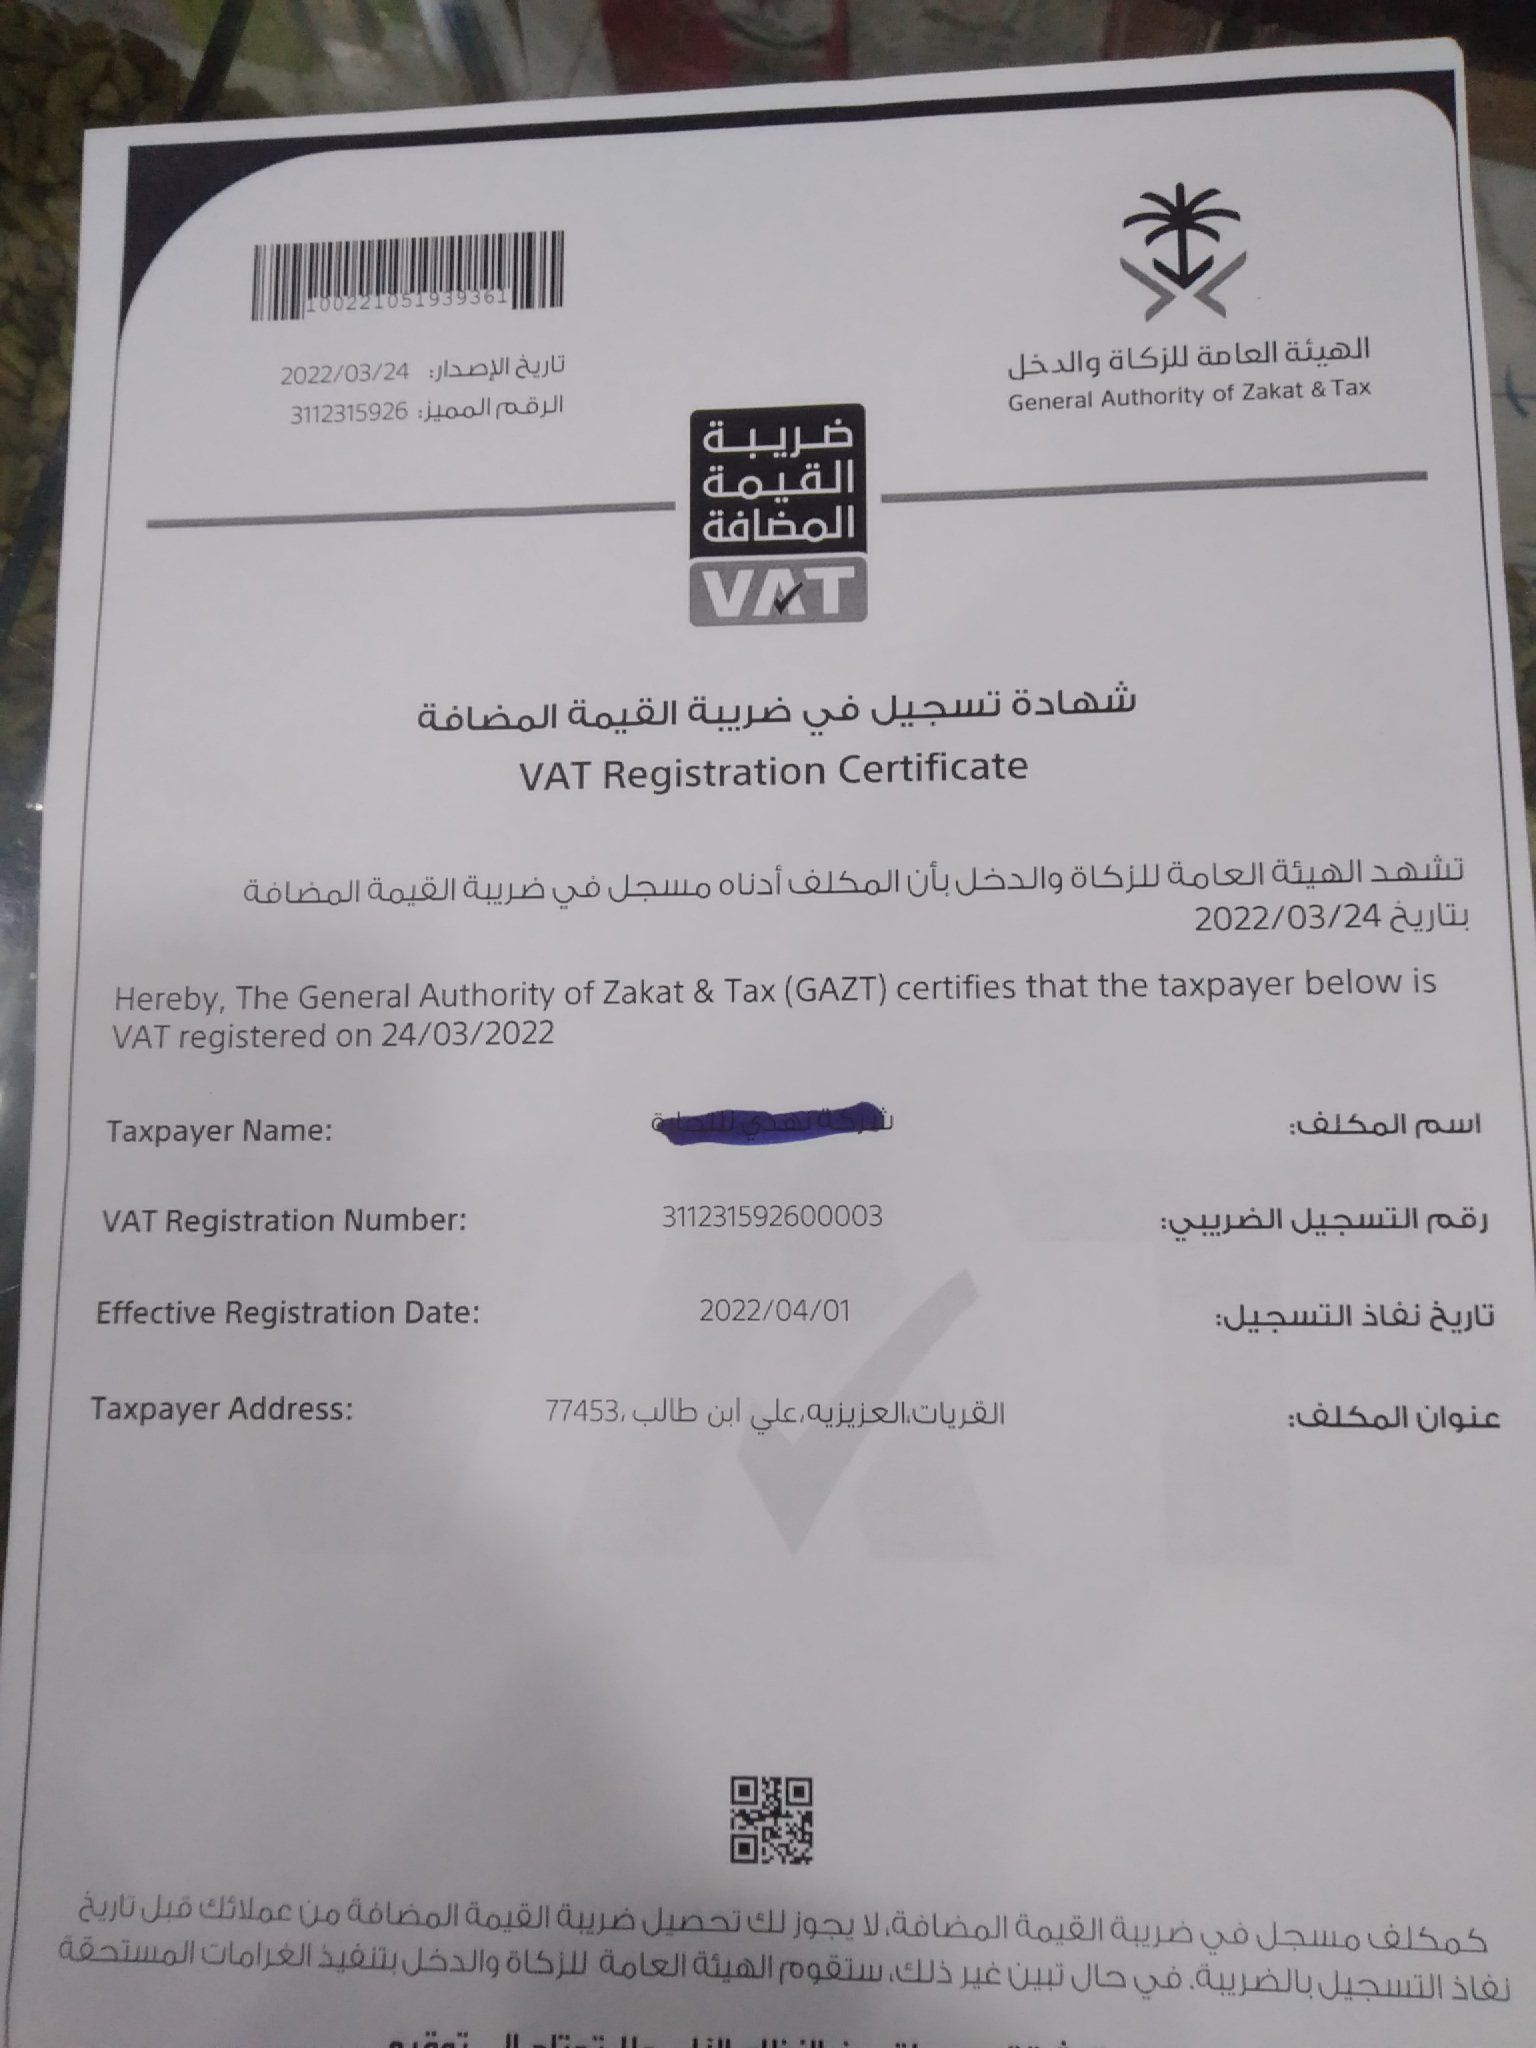 100221051939361
تاريخ الإصدار: 2022/03/24
الرقم المميز: 3112315926
الهيئة العامة للزكاة والدخل
General Authority of Zakat & Tax
ضريبة
القيمة
المضافة
VAT
شهادة تسجيل في ضريبة القيمة المضافة
VAT Registration Certificate
تشهد الهيئة العامة للزكاة والدخل بأن المكلف أدناه مسجل في ضريبة القيمة المضافة
بتاريخ 2022/03/24
Hereby, The General Authority of Zakat & Tax (GAZT) certifies that the taxpayer below is
VAT registered on 24/03/2022
Taxpayer Name: اسم المكلف:
VAT Registration Number: 311231592600003 رقم التسجيل الضريبي:
Effective Registration Date: 2022/04/01 تاريخ نفاذ التسجيل:
Taxpayer Address: القريات،العزيزيه،علي ابن طالب ،77453 عنوان المكلف:
كمكلف مسجل في ضريبة القيمة المضافة، لا يجوز لك تحصيل ضريبة القيمة المضافة من عملائك قبل تاريخ
نفاذ التسجيل بالضريبة. في حال تبين غير ذلك، ستقوم الهيئة العامة للزكاة والدخل بتنفيذ الغرامات المستحقة